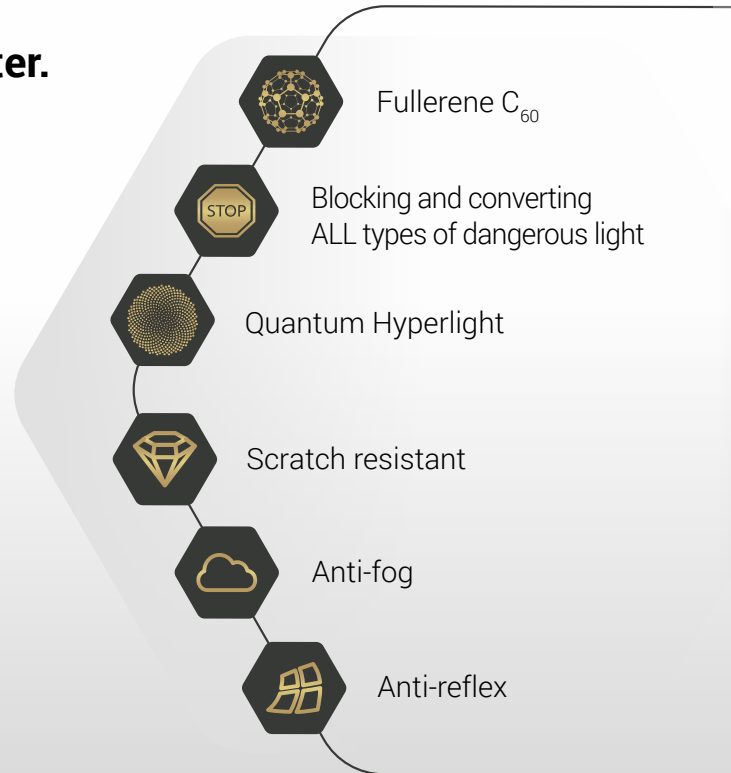 ter.
Fullerene C₆₀
STOP
Blocking and converting
ALL types of dangerous light
Quantum Hyperlight
Scratch resistant
Anti-fog
Anti-reflex